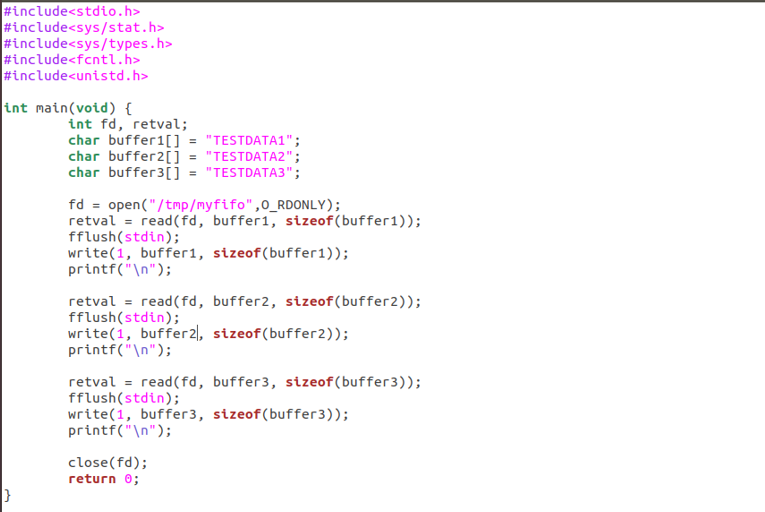 #include<stdio.h>
#include<sys/stat.h>
#include<sys/types.h>
#include<fcntl.h>
#include<unistd.h>

int main(void) {
        int fd, retval;
        char buffer1[] = "TESTDATA1";
        char buffer2[] = "TESTDATA2";
        char buffer3[] = "TESTDATA3";

        fd = open("/tmp/myfifo",O_RDONLY);
        retval = read(fd, buffer1, sizeof(buffer1));
        fflush(stdin);
        write(1, buffer1, sizeof(buffer1));
        printf("\n");

        retval = read(fd, buffer2, sizeof(buffer2));
        fflush(stdin);
        write(1, buffer2, sizeof(buffer2));
        printf("\n");

        retval = read(fd, buffer3, sizeof(buffer3));
        fflush(stdin);
        write(1, buffer3, sizeof(buffer3));
        printf("\n");

        close(fd);
        return 0;
}